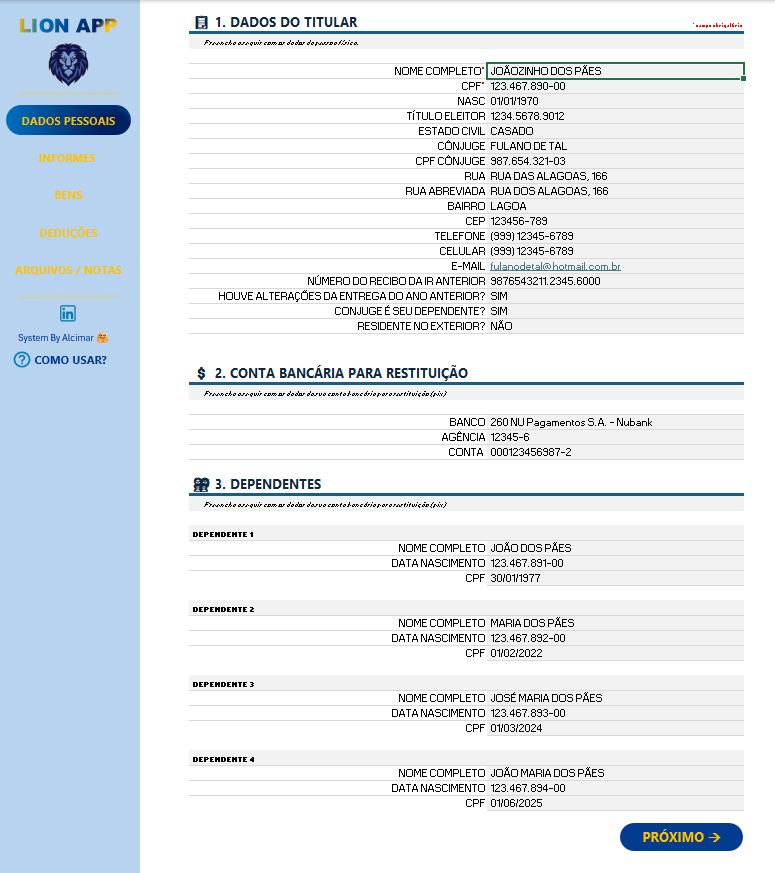 LION APP
DADOS PESSOAIS
INFORMES
BENS
DEDUÇÕES
ARQUIVOS / NOTAS
System By Alcimar
COMO USAR?
1. DADOS DO TITULAR
* campo obrigatório
Preencha a seguir com os dados da pessoa física.
NOME COMPLETO* JOÃOZINHO DOS PÃES
CPF* 123.467.890-00
NASC 01/01/1970
TÍTULO ELEITOR 1234.5678.9012
ESTADO CIVIL CASADO
CÔNJUGE FULANO DE TAL
CPF CÔNJUGE 987.654.321-03
RUA RUA DAS ALAGOAS, 166
RUA ABREVIADA RUA DOS ALAGOAS, 166
BAIRRO LAGOA
CEP 123456-789
TELEFONE (999) 12345-6789
CELULAR (999) 12345-6789
E-MAIL fulanodetal@hotmail.com.br
NÚMERO DO RECIBO DA IR ANTERIOR 9876543211.2345.6000
HOUVE ALTERAÇÕES DA ENTREGA DO ANO ANTERIOR? SIM
CONJUGE É SEU DEPENDENTE? SIM
RESIDENTE NO EXTERIOR? NÃO
2. CONTA BANCÁRIA PARA RESTITUIÇÃO
Preencha a seguir com os dados da sua conta bancária para restituição (pix)
BANCO 260 NU Pagamentos S.A. - Nubank
AGÊNCIA 12345-6
CONTA 000123456987-2
3. DEPENDENTES
Preencha a seguir com os dados da sua conta bancária para restituição (pix)
DEPENDENTE 1
NOME COMPLETO JOÃO DOS PÃES
DATA NASCIMENTO 123.467.891-00
CPF 30/01/1977
DEPENDENTE 2
NOME COMPLETO MARIA DOS PÃES
DATA NASCIMENTO 123.467.892-00
CPF 01/02/2022
DEPENDENTE 3
NOME COMPLETO JOSÉ MARIA DOS PÃES
DATA NASCIMENTO 123.467.893-00
CPF 01/03/2024
DEPENDENTE 4
NOME COMPLETO JOÃO MARIA DOS PÃES
DATA NASCIMENTO 123.467.894-00
CPF 01/06/2025
PRÓXIMO →